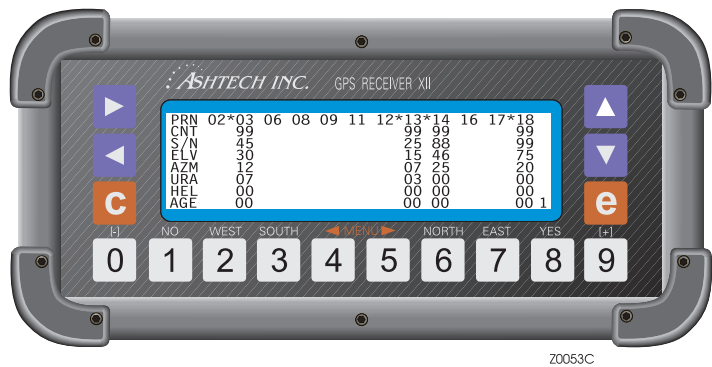 ASHTECH INC. GPS RECEIVER XII
PRN 02*03 06 08 09 11 12*13*14 16 17*18
CNT 99 99 99 99
S/N 45 25 88 99
ELV 30 15 46 75
AZM 12 07 25 20
URA 07 03 00 00
HEL 00 00 00 00
AGE 00 00 00 00 1
c e
[-] NO WEST SOUTH MENU NORTH EAST YES [+]
0 1 2 3 4 5 6 7 8 9
Z0053C